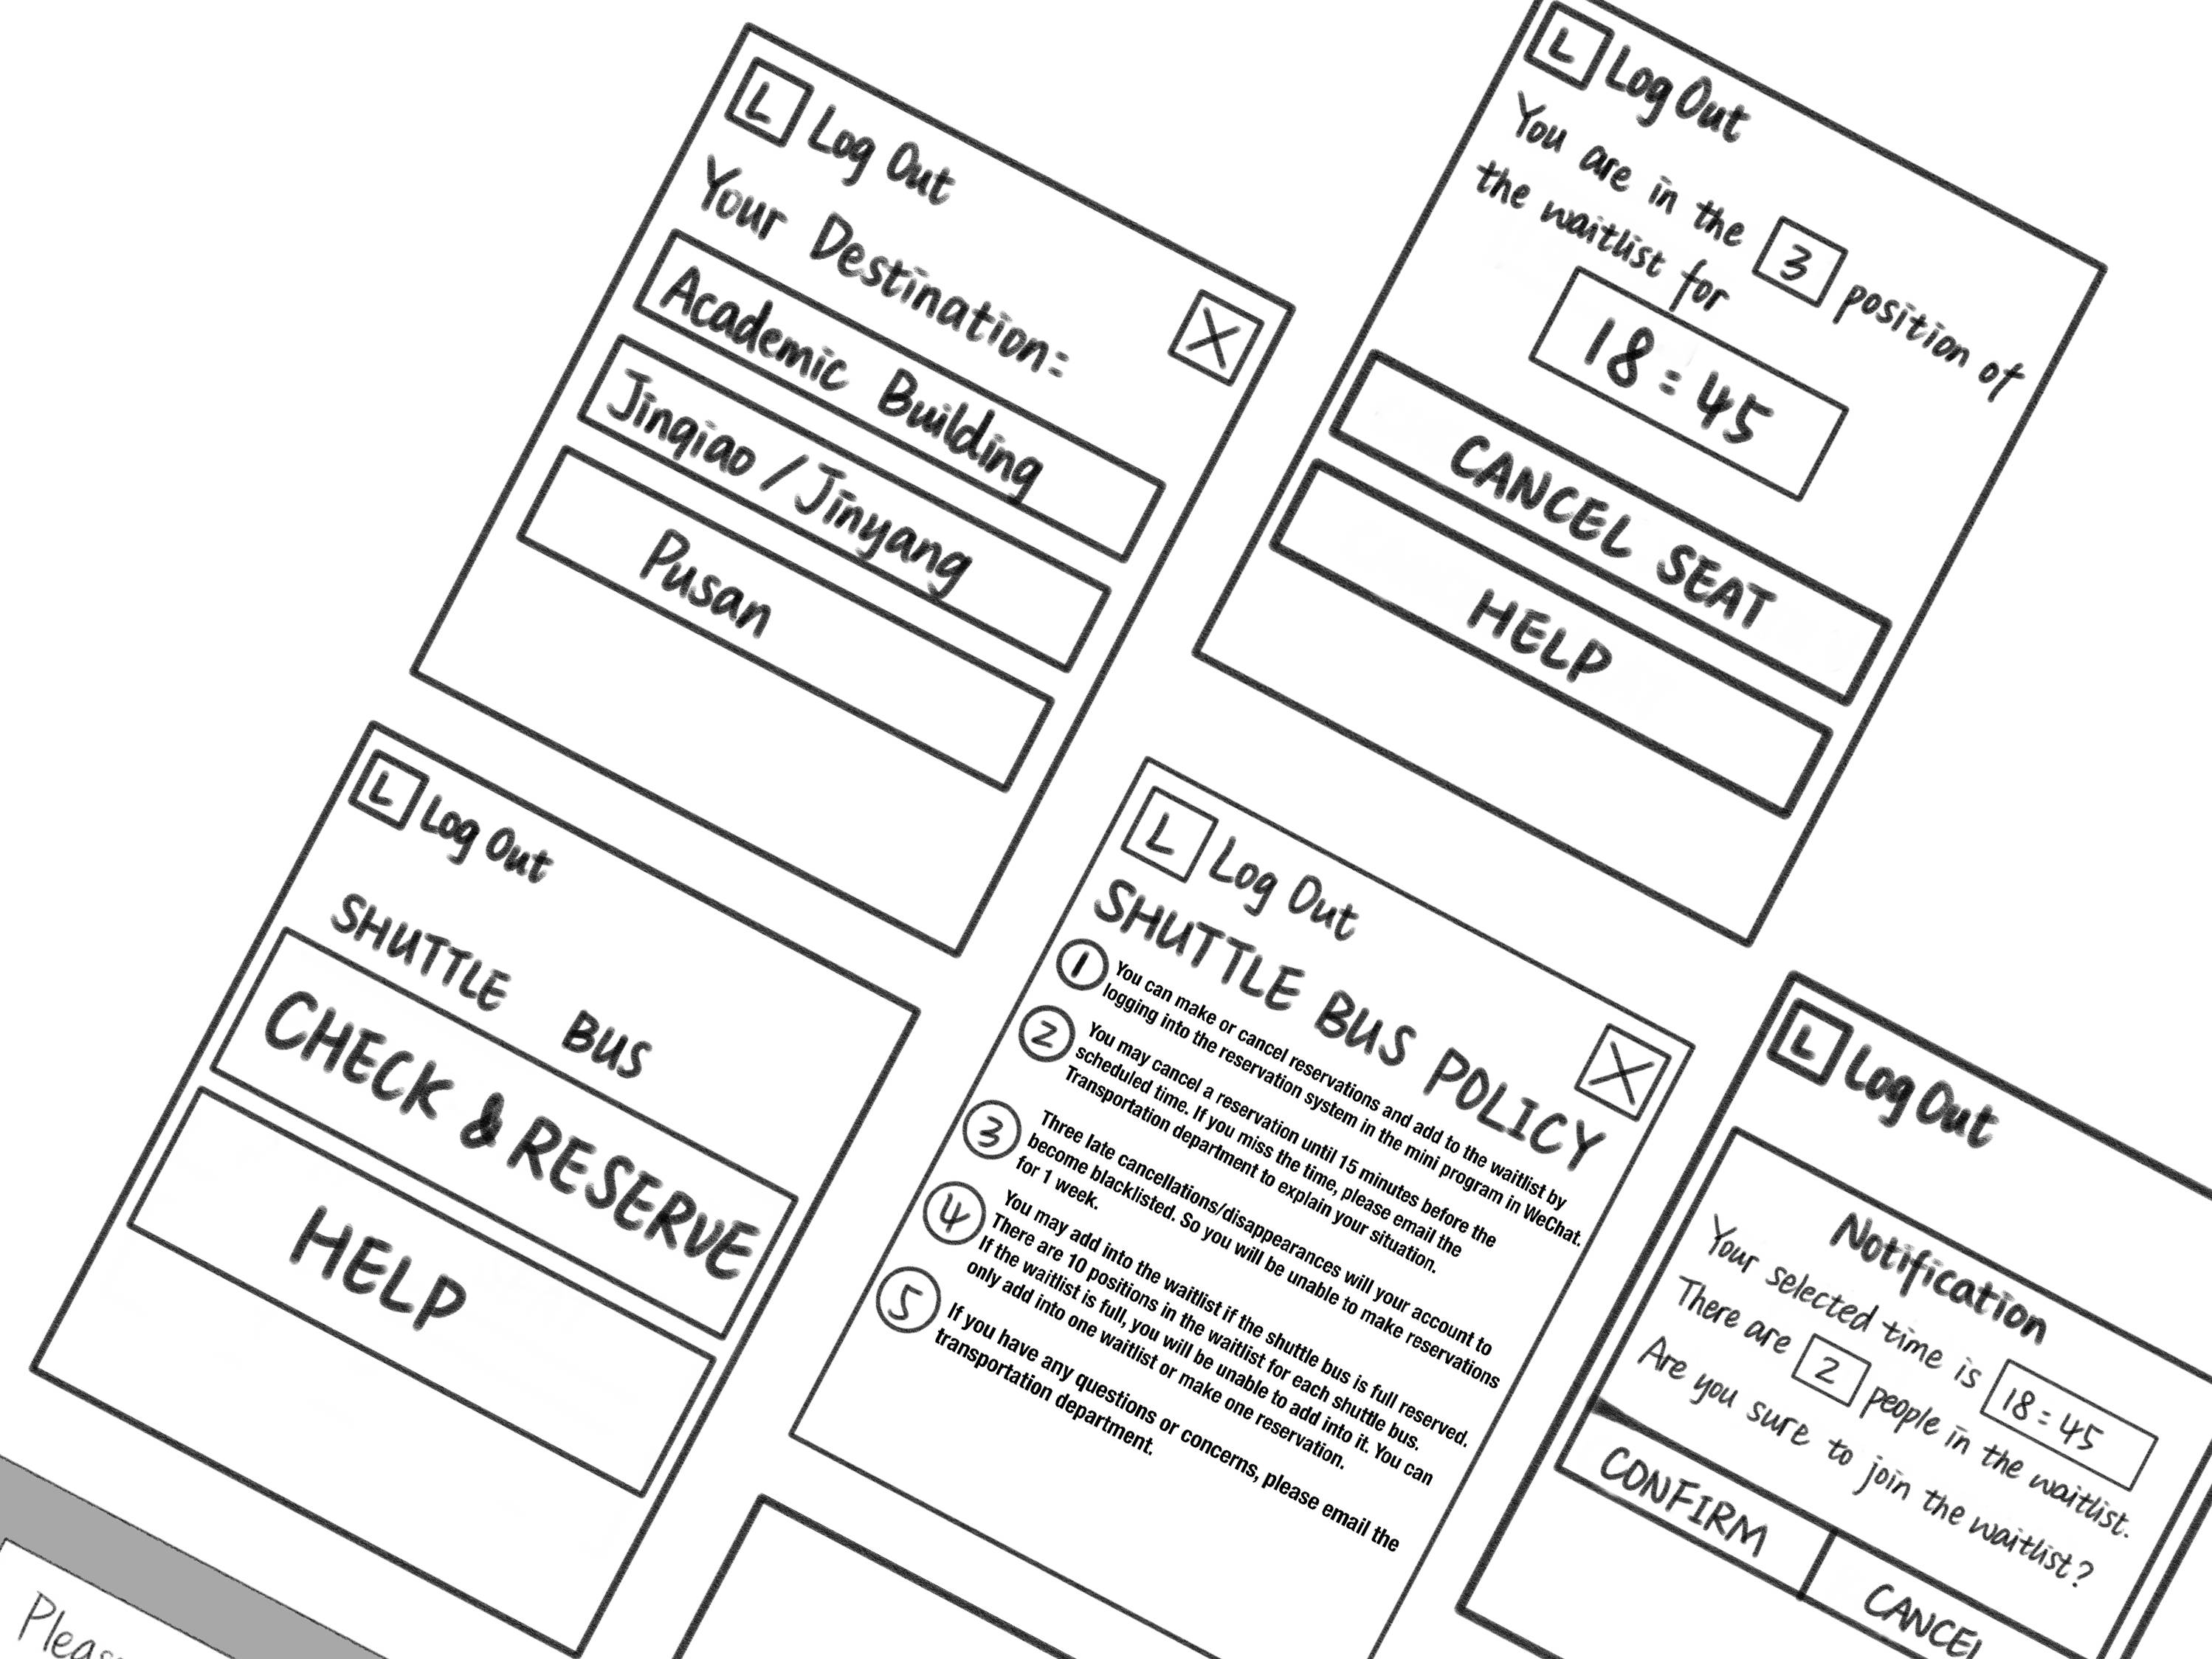 L Log Out
Your Destination:
Academic Building
Jinqiao / Jinyang
Pusan
L Log Out
You are in the 3 position of
the waitlist for
18:45
CANCEL SEAT
HELP
L Log Out
SHUTTLE BUS
CHECK & RESERVE
HELP
L Log Out
SHUTTLE BUS POLICY
1 You can make or cancel reservations and add to the waitlist by
logging into the reservation system in the mini program in WeChat.
2 You may cancel a reservation until 15 minutes before the
scheduled time. If you miss the time, please email the
Transportation department to explain your situation.
3 Three late cancellations/disappearances will your account to
become blacklisted. So you will be unable to make reservations
for 1 week.
4 You may add into the waitlist if the shuttle bus is full reserved.
There are 10 positions in the waitlist for each shuttle bus.
If the waitlist is full, you will be unable to add into it. You can
only add into one waitlist or make one reservation.
5 If you have any questions or concerns, please email the
transportation department.
L Log Out
Notification
Your selected time is 18:45
There are 2 people in the waitlist.
Are you sure to join the waitlist?
CONFIRM
CANCEL